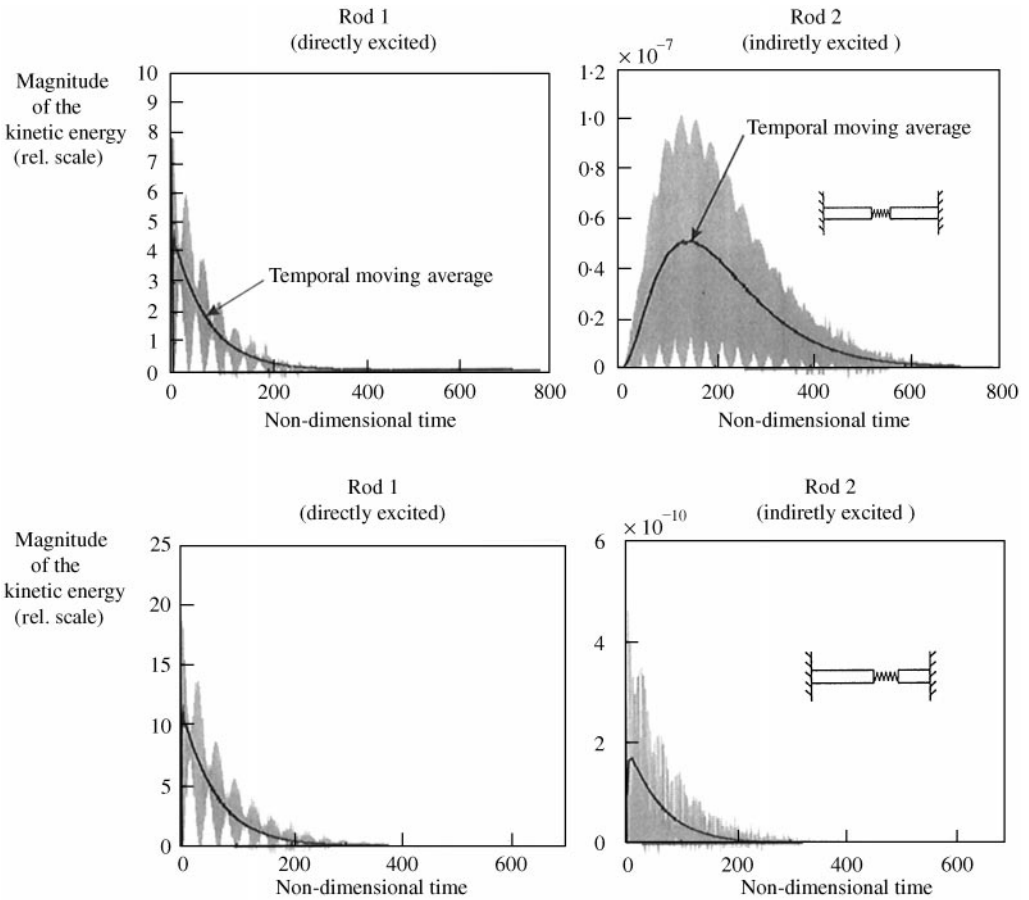 Rod 1
(directly excited)
Magnitude
of the
kinetic energy
(rel. scale)
10
9
8
7
6
5
4
3
2
1
0
Temporal moving average
0
200
400
600
800
Non-dimensional time
Rod 2
(indiretly excited )
× 10⁻⁷
1·2
1·0
0·8
0·6
0·4
0·2
0
Temporal moving average
0
200
400
600
800
Non-dimensional time
Rod 1
(directly excited)
Magnitude
of the
kinetic energy
(rel. scale)
25
20
15
10
5
0
0
200
400
600
Non-dimensional time
Rod 2
(indiretly excited )
× 10⁻¹⁰
6
4
2
0
0
200
400
600
Non-dimensional time